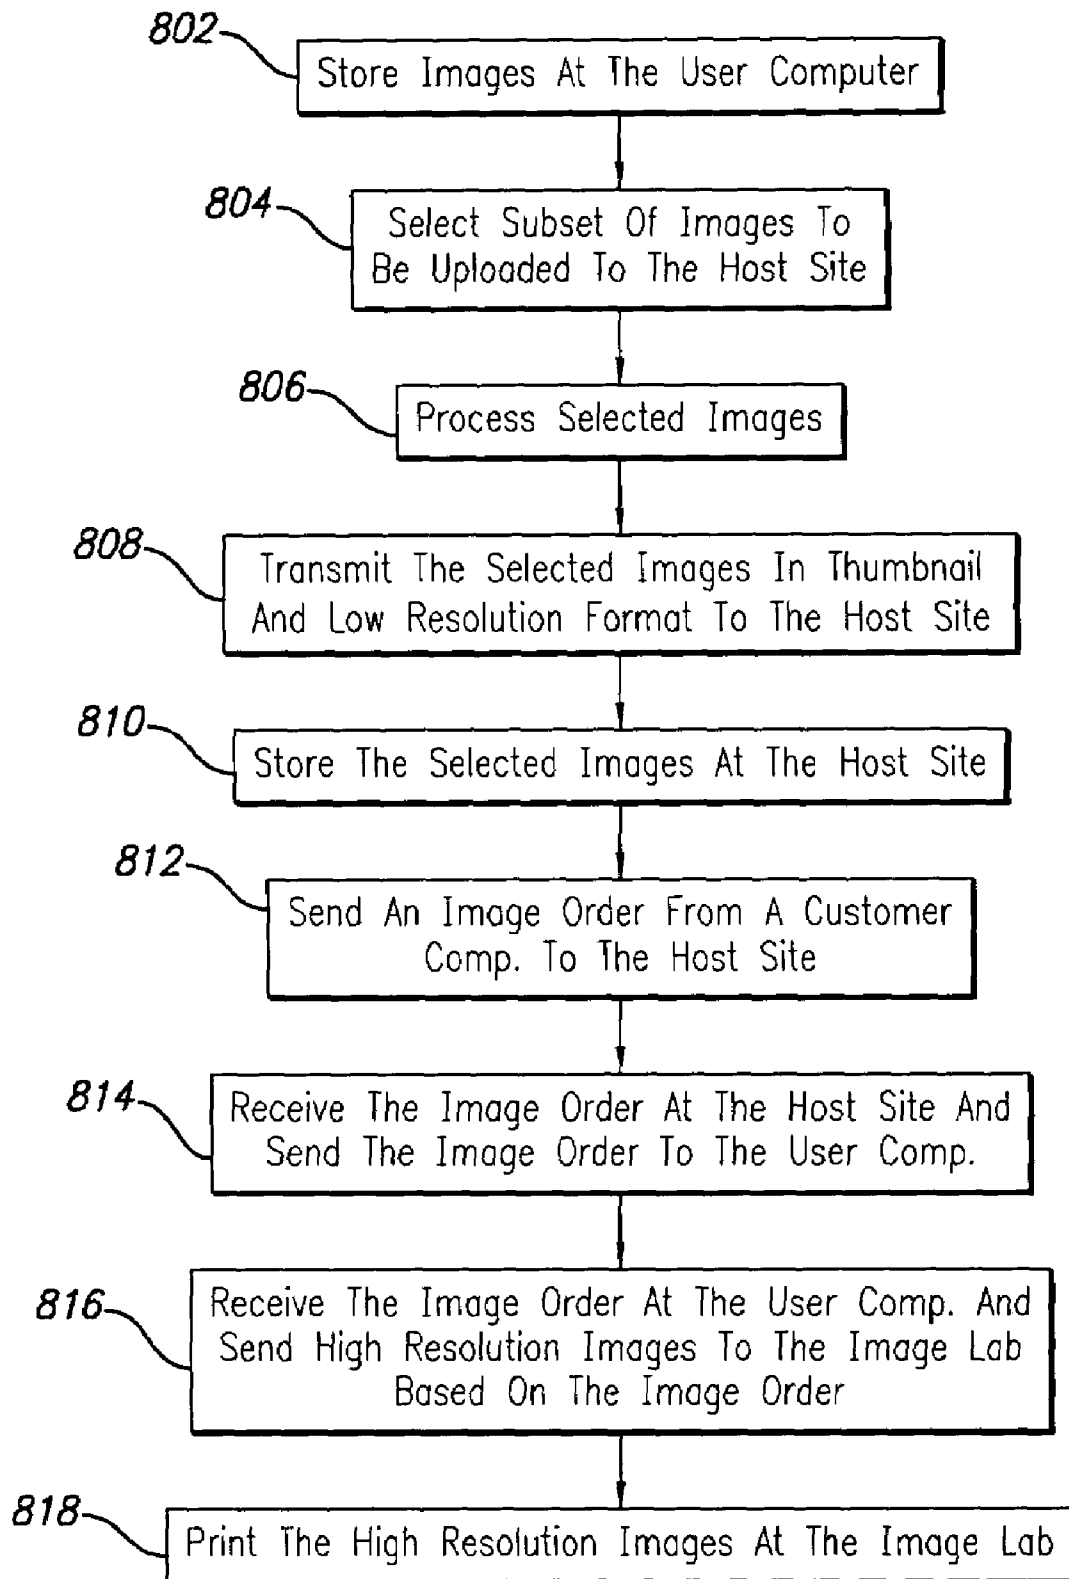 802
Store Images At The User Computer
804
Select Subset Of Images To
Be Uploaded To The Host Site
806
Process Selected Images
808
Transmit The Selected Images In Thumbnail
And Low Resolution Format To The Host Site
810
Store The Selected Images At The Host Site
812
Send An Image Order From A Customer
Comp. To The Host Site
814
Receive The Image Order At The Host Site And
Send The Image Order To The User Comp.
816
Receive The Image Order At The User Comp. And
Send High Resolution Images To The Image Lab
Based On The Image Order
818
Print The High Resolution Images At The Image Lab